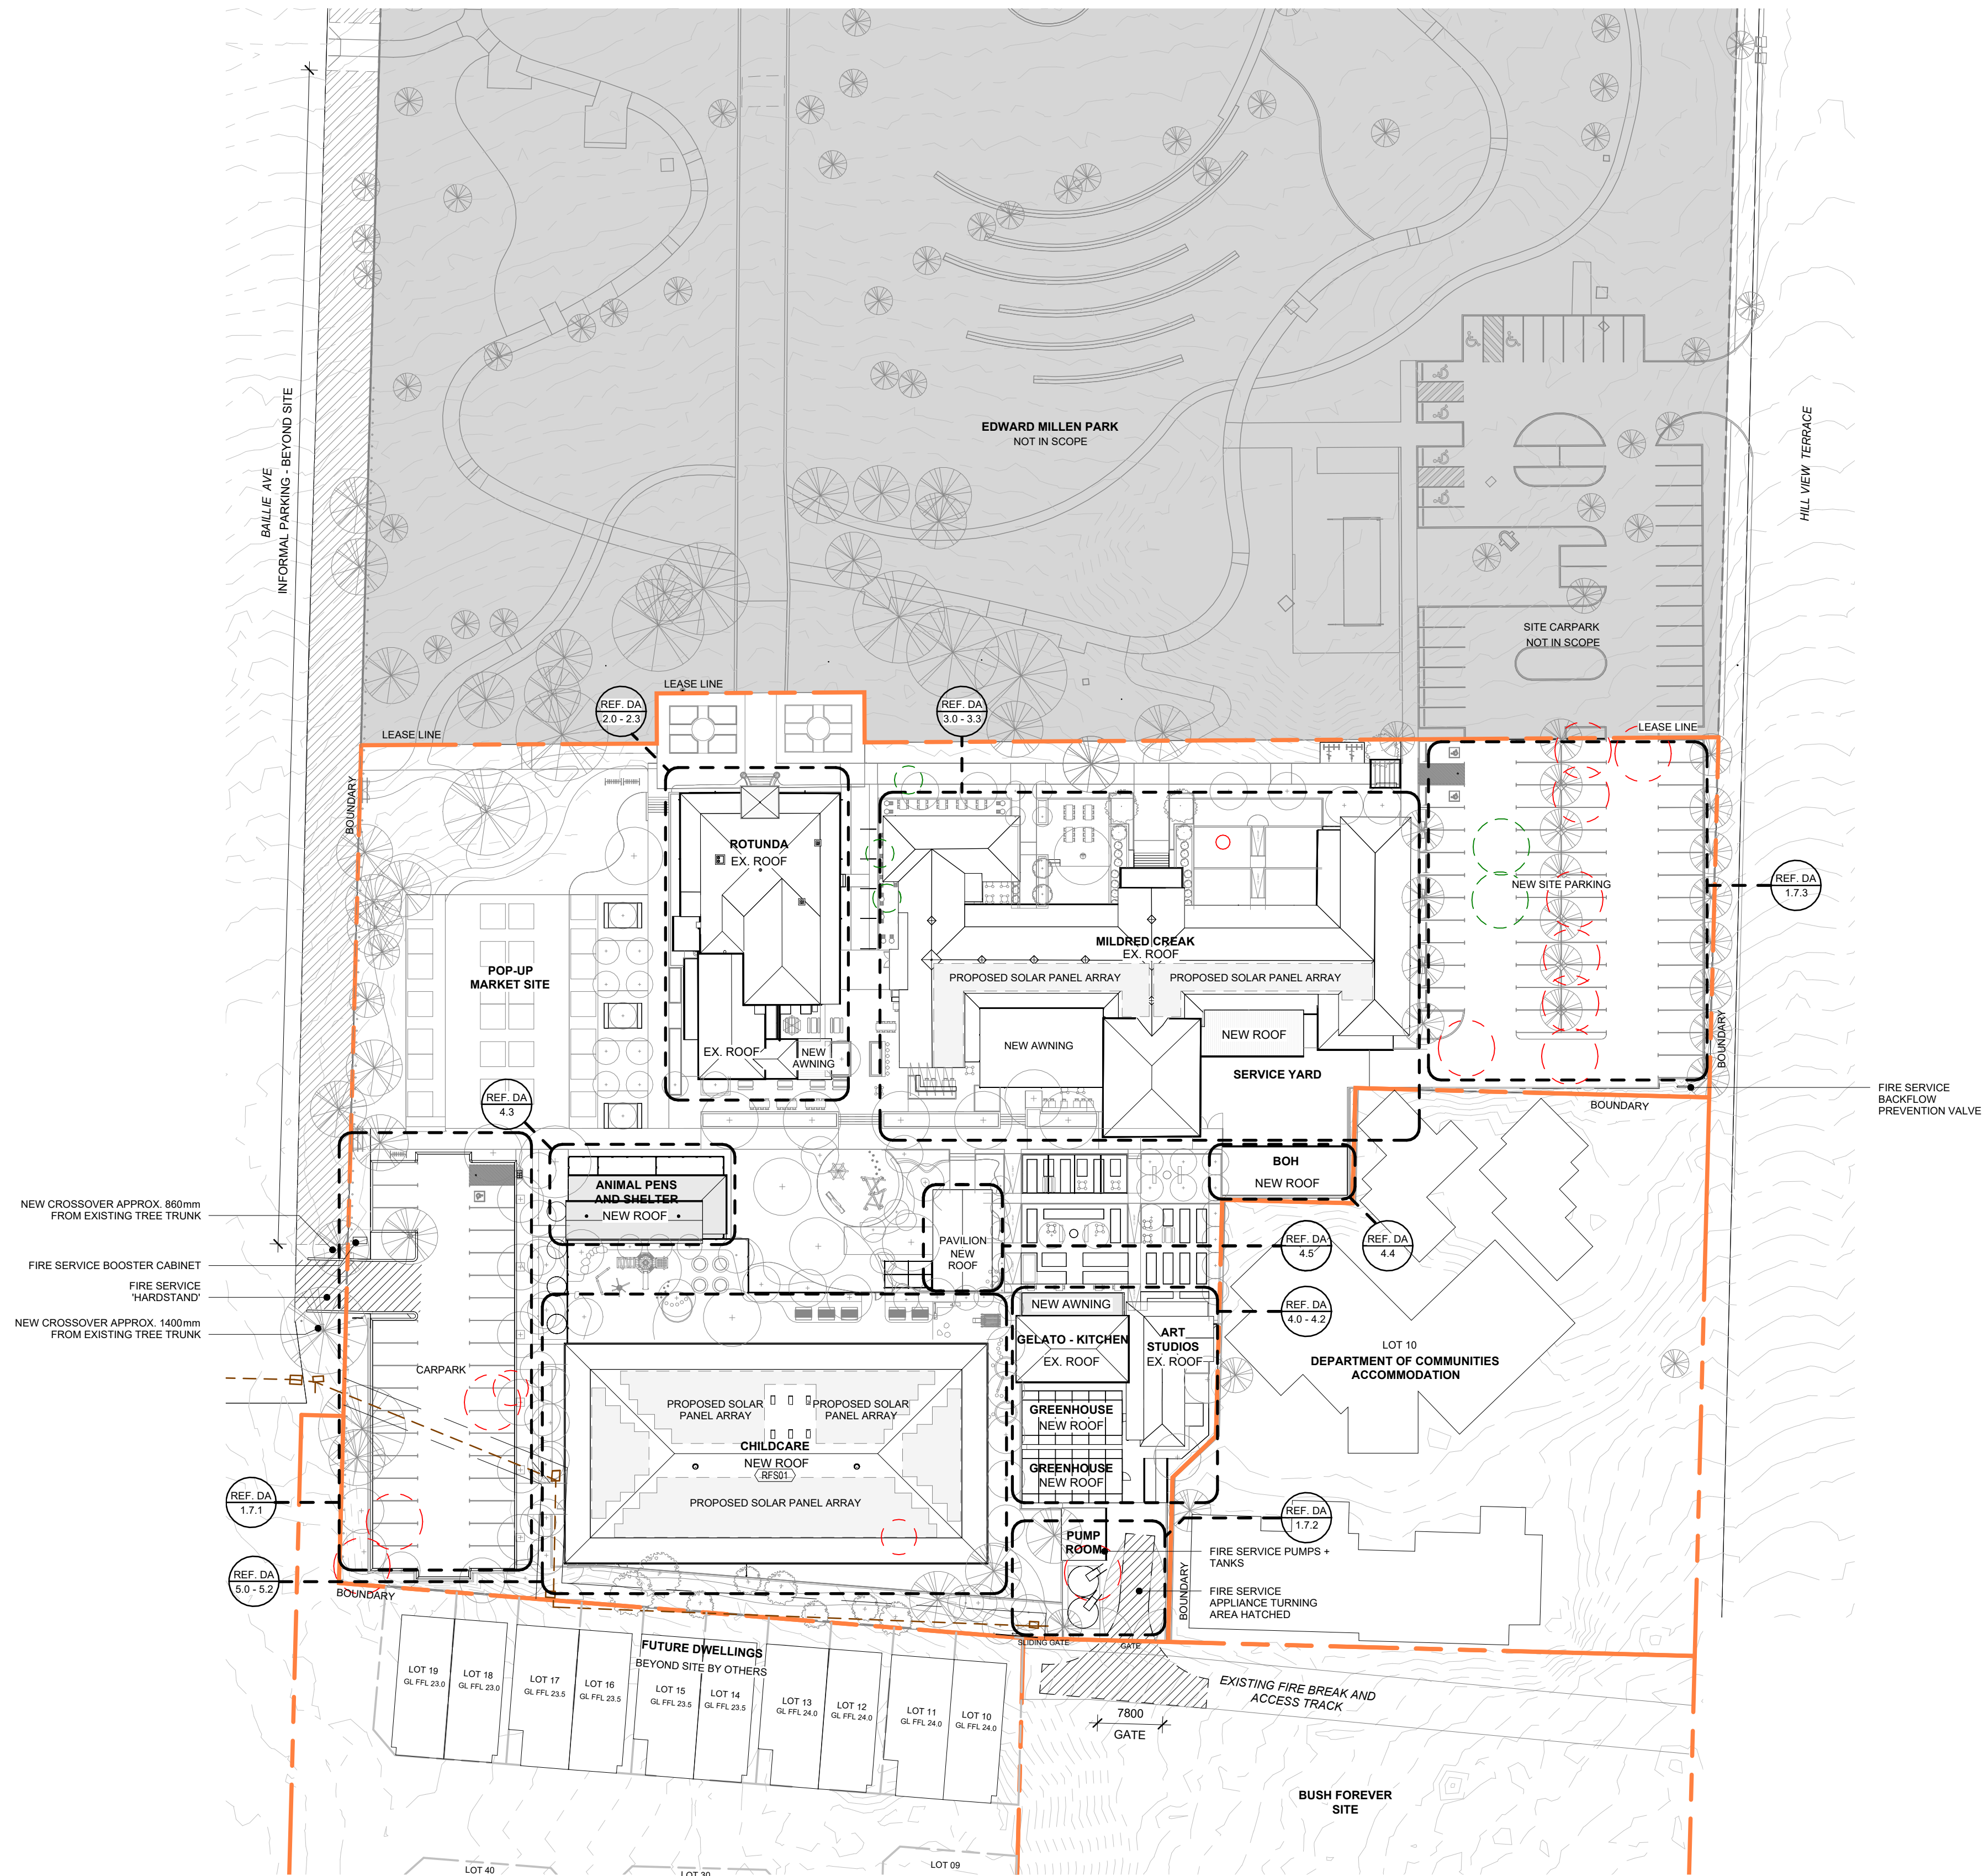 BAILLIE AVE
INFORMAL PARKING - BEYOND SITE
HILL VIEW TERRACE
EDWARD MILLEN PARK
NOT IN SCOPE
SITE CARPARK
NOT IN SCOPE
LEASE LINE
LEASE LINE
LEASE LINE
REF. DA
2.0 - 2.3
REF. DA
3.0 - 3.3
BOUNDARY
ROTUNDA
EX. ROOF
POP-UP
MARKET SITE
EX. ROOF
NEW
AWNING
MILDRED CREAK
EX. ROOF
PROPOSED SOLAR PANEL ARRAY
PROPOSED SOLAR PANEL ARRAY
NEW AWNING
NEW ROOF
SERVICE YARD
NEW SITE PARKING
REF. DA
1.7.3
BOUNDARY
FIRE SERVICE
BACKFLOW
PREVENTION VALVE
BOUNDARY
REF. DA
4.3
ANIMAL PENS
AND SHELTER
NEW ROOF
BOH
NEW ROOF
PAVILION
NEW
ROOF
REF. DA
4.5
REF. DA
4.4
NEW CROSSOVER APPROX. 860mm
FROM EXISTING TREE TRUNK
FIRE SERVICE BOOSTER CABINET
FIRE SERVICE
'HARDSTAND'
NEW CROSSOVER APPROX. 1400mm
FROM EXISTING TREE TRUNK
CARPARK
NEW AWNING
GELATO - KITCHEN
EX. ROOF
ART
STUDIOS
EX. ROOF
REF. DA
4.0 - 4.2
LOT 10
DEPARTMENT OF COMMUNITIES
ACCOMMODATION
PROPOSED SOLAR
PANEL ARRAY
PROPOSED SOLAR
PANEL ARRAY
CHILDCARE
NEW ROOF
RFS01
PROPOSED SOLAR PANEL ARRAY
GREENHOUSE
NEW ROOF
GREENHOUSE
NEW ROOF
REF. DA
1.7.1
REF. DA
5.0 - 5.2
BOUNDARY
PUMP
ROOM
REF. DA
1.7.2
FIRE SERVICE PUMPS +
TANKS
FIRE SERVICE
APPLIANCE TURNING
AREA HATCHED
BOUNDARY
SLIDING GATE
GATE
FUTURE DWELLINGS
BEYOND SITE BY OTHERS
LOT 19
GL FFL 23.0
LOT 18
GL FFL 23.0
LOT 17
GL FFL 23.5
LOT 16
GL FFL 23.5
LOT 15
GL FFL 23.5
LOT 14
GL FFL 23.5
LOT 13
GL FFL 24.0
LOT 12
GL FFL 24.0
LOT 11
GL FFL 24.0
LOT 10
GL FFL 24.0
EXISTING FIRE BREAK AND
ACCESS TRACK
7800
GATE
BUSH FOREVER
SITE
LOT 40
LOT 30
LOT 09